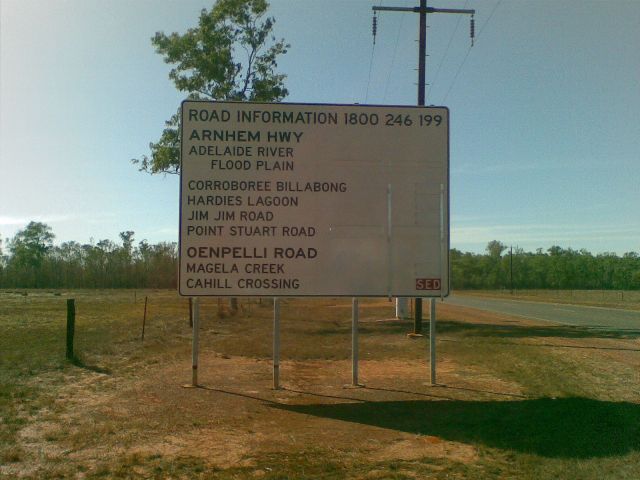 ROAD INFORMATION 1800 246 199
ARNHEM HWY
ADELAIDE RIVER
FLOOD PLAIN
CORROBOREE BILLABONG
HARDIES LAGOON
JIM JIM ROAD
POINT STUART ROAD
OENPELLI ROAD
MAGELA CREEK
CAHILL CROSSING
SED